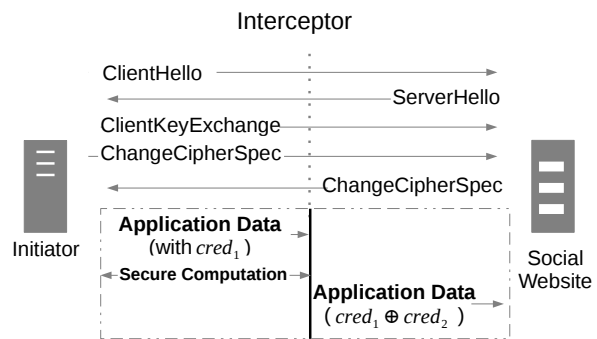 Interceptor
ClientHello
ServerHello
ClientKeyExchange
ChangeCipherSpec
ChangeCipherSpec
Initiator
Application Data
(with cred₁)
Secure Computation
Social
Website
Application Data
( cred₁ ⊕ cred₂ )